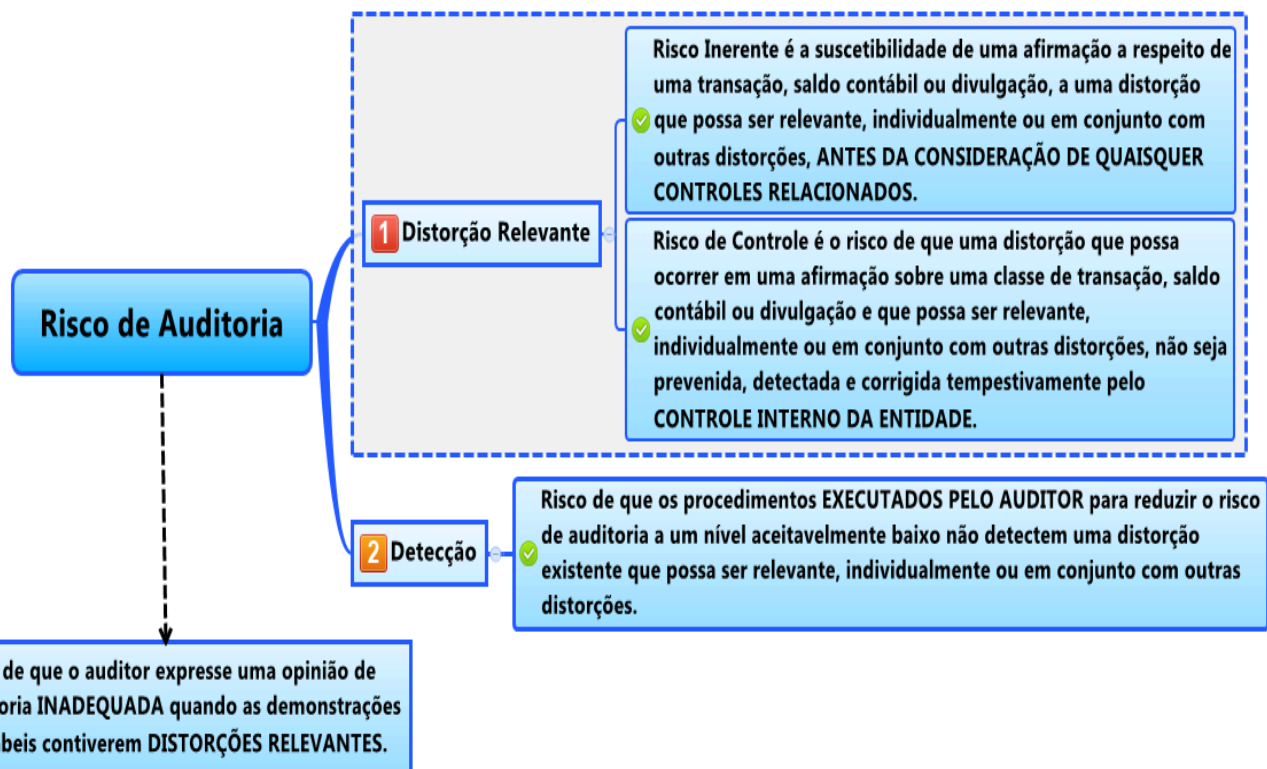 Risco de Auditoria
1 Distorção Relevante
Risco Inerente é a suscetibilidade de uma afirmação a respeito de
uma transação, saldo contábil ou divulgação, a uma distorção
que possa ser relevante, individualmente ou em conjunto com
outras distorções, ANTES DA CONSIDERAÇÃO DE QUAISQUER
CONTROLES RELACIONADOS.
Risco de Controle é o risco de que uma distorção que possa
ocorrer em uma afirmação sobre uma classe de transação, saldo
contábil ou divulgação e que possa ser relevante,
individualmente ou em conjunto com outras distorções, não seja
prevenida, detectada e corrigida tempestivamente pelo
CONTROLE INTERNO DA ENTIDADE.
2 Detecção
Risco de que os procedimentos EXECUTADOS PELO AUDITOR para reduzir o risco
de auditoria a um nível aceitavelmente baixo não detectem uma distorção
existente que possa ser relevante, individualmente ou em conjunto com outras
distorções.
de que o auditor expresse uma opinião de
INADEQUADA quando as demonstrações
contiverem DISTORÇÕES RELEVANTES.